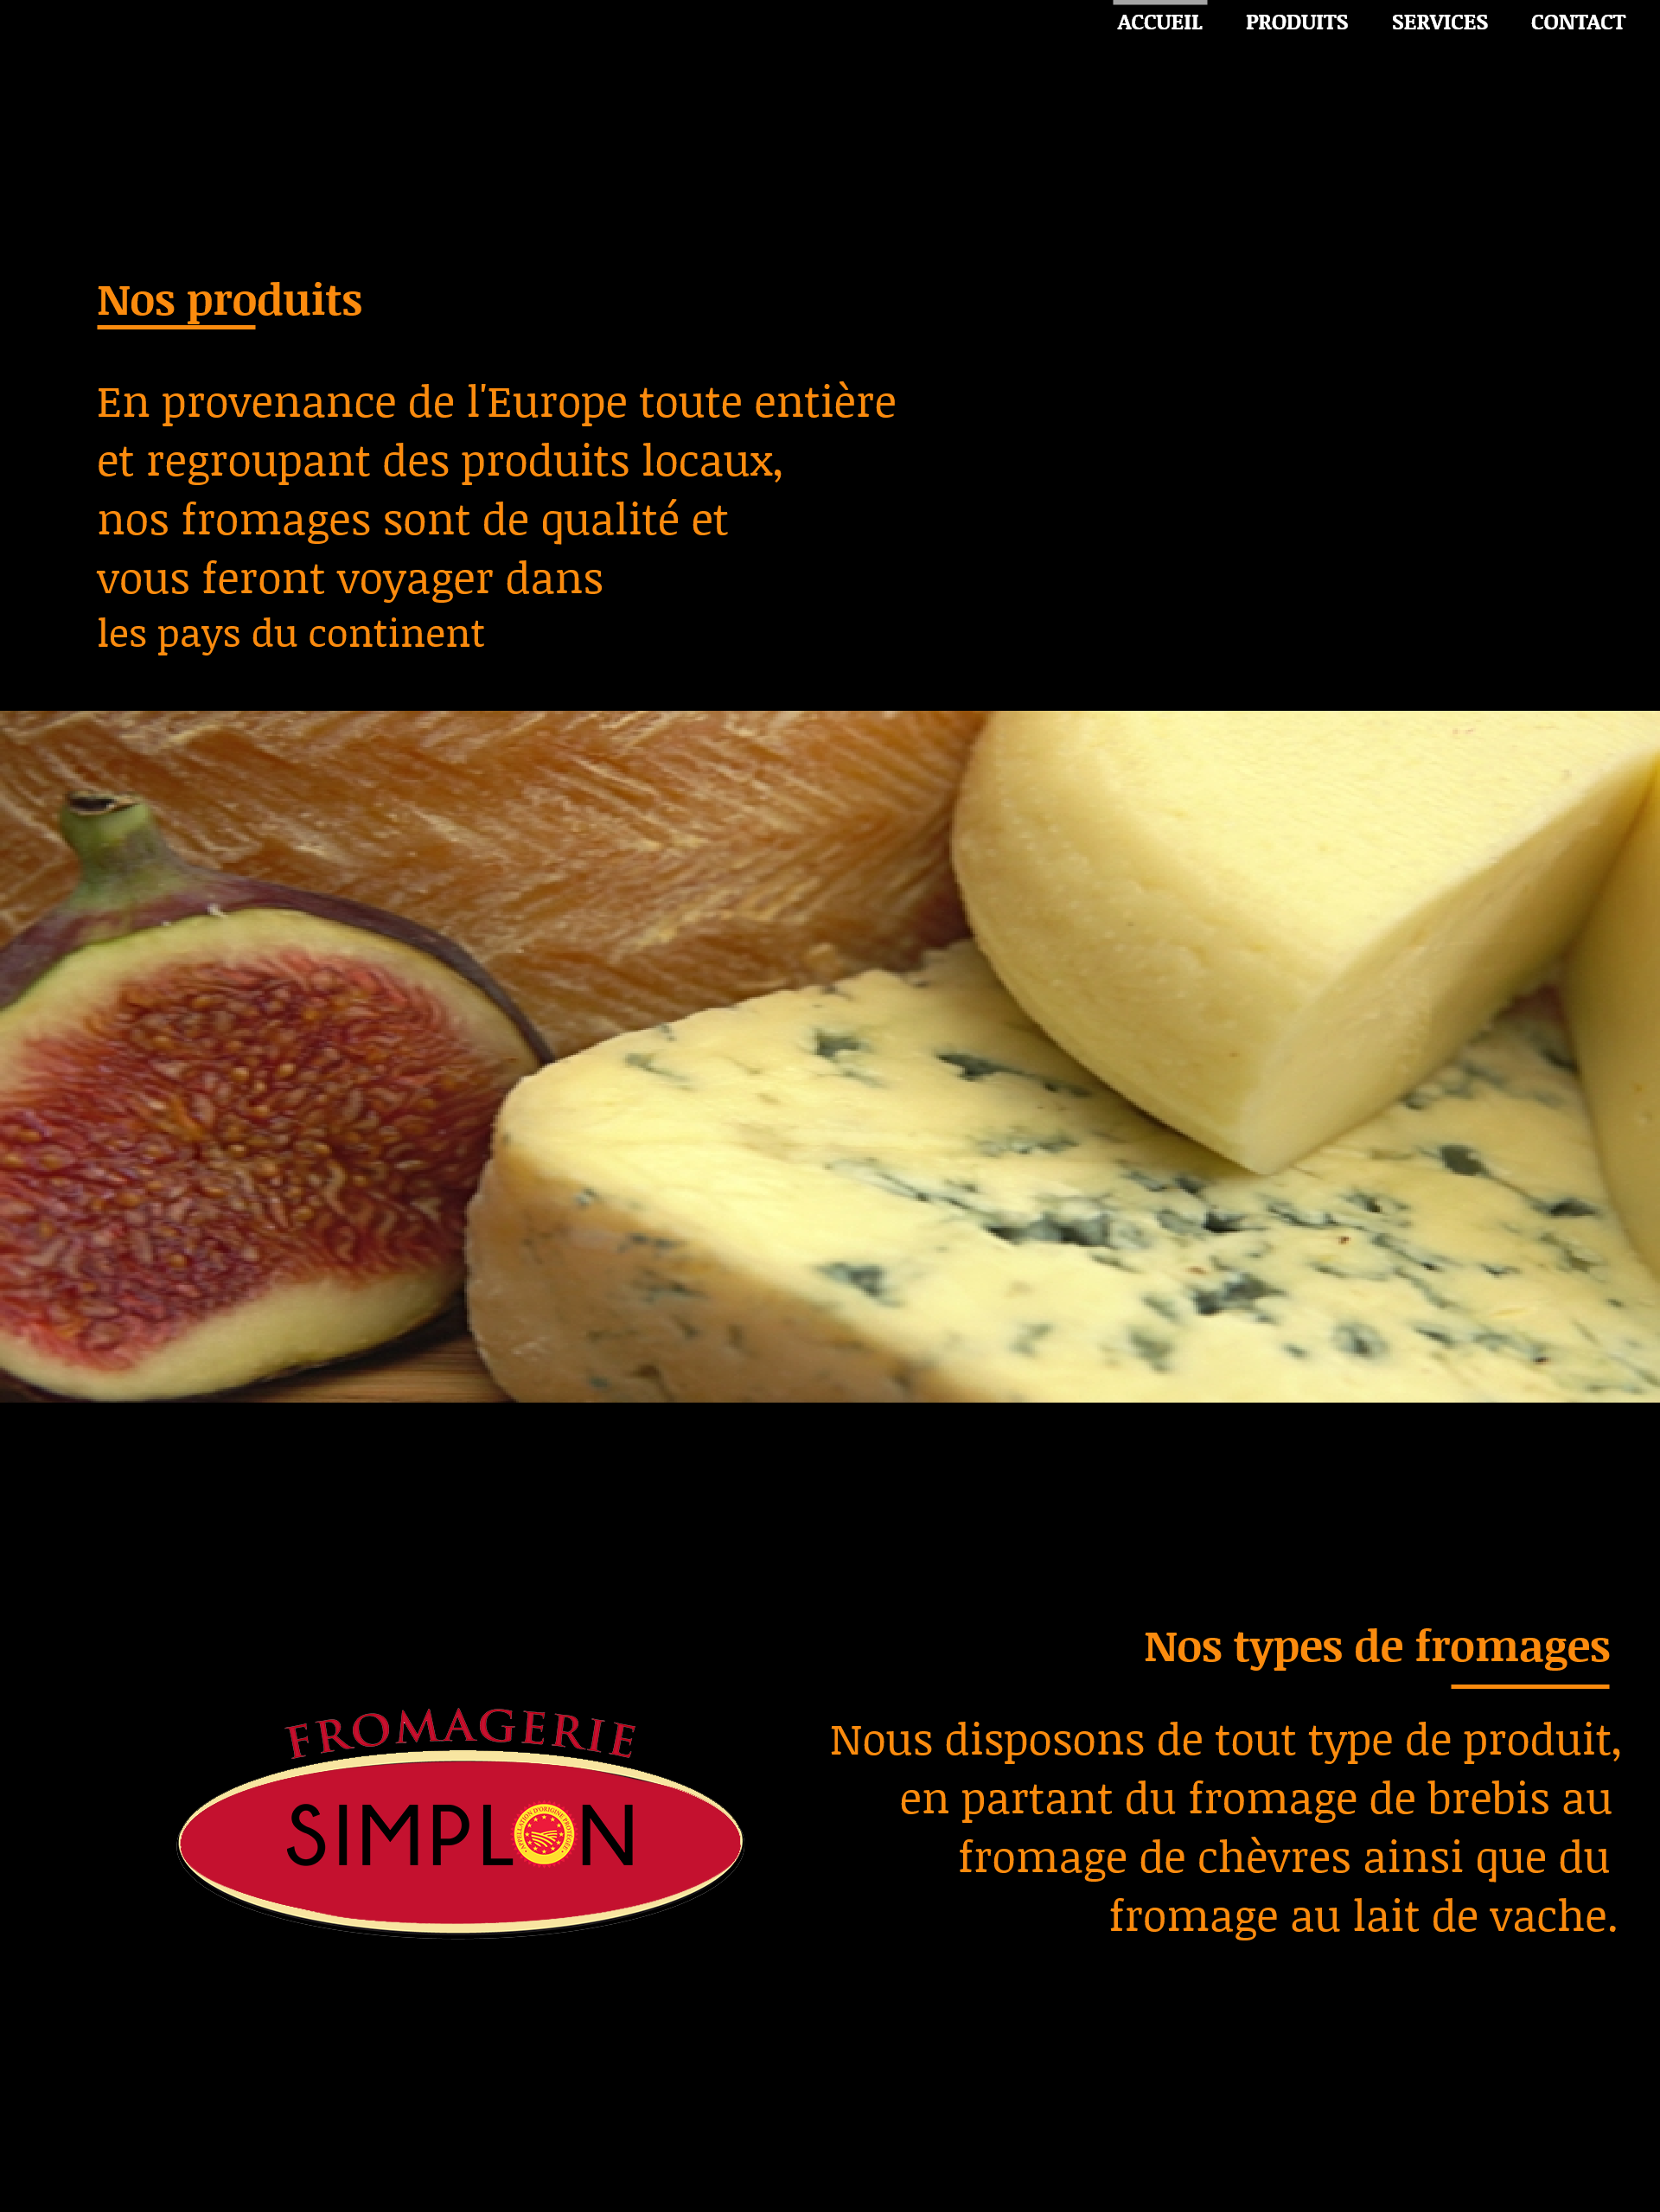 ACCUEIL PRODUITS SERVICES CONTACT
Nos produits
En provenance de l'Europe toute entière
et regroupant des produits locaux,
nos fromages sont de qualité et
vous feront voyager dans
les pays du continent
Nos types de fromages
Nous disposons de tout type de produit,
en partant du fromage de brebis au
fromage de chèvres ainsi que du
fromage au lait de vache.
FROMAGERIE
SIMPLON
APPELLATION D'ORIGINE PROTÉGÉE